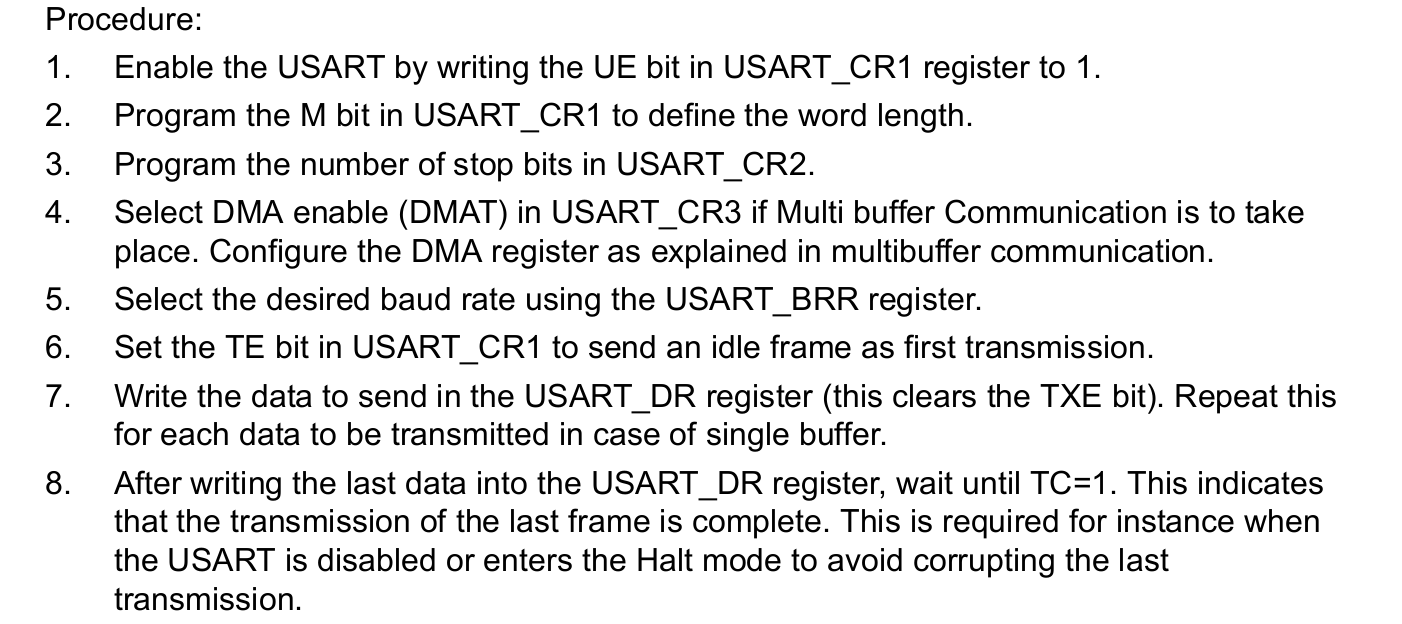 Procedure:
1. Enable the USART by writing the UE bit in USART_CR1 register to 1.
2. Program the M bit in USART_CR1 to define the word length.
3. Program the number of stop bits in USART_CR2.
4. Select DMA enable (DMAT) in USART_CR3 if Multi buffer Communication is to take
place. Configure the DMA register as explained in multibuffer communication.
5. Select the desired baud rate using the USART_BRR register.
6. Set the TE bit in USART_CR1 to send an idle frame as first transmission.
7. Write the data to send in the USART_DR register (this clears the TXE bit). Repeat this
for each data to be transmitted in case of single buffer.
8. After writing the last data into the USART_DR register, wait until TC=1. This indicates
that the transmission of the last frame is complete. This is required for instance when
the USART is disabled or enters the Halt mode to avoid corrupting the last
transmission.